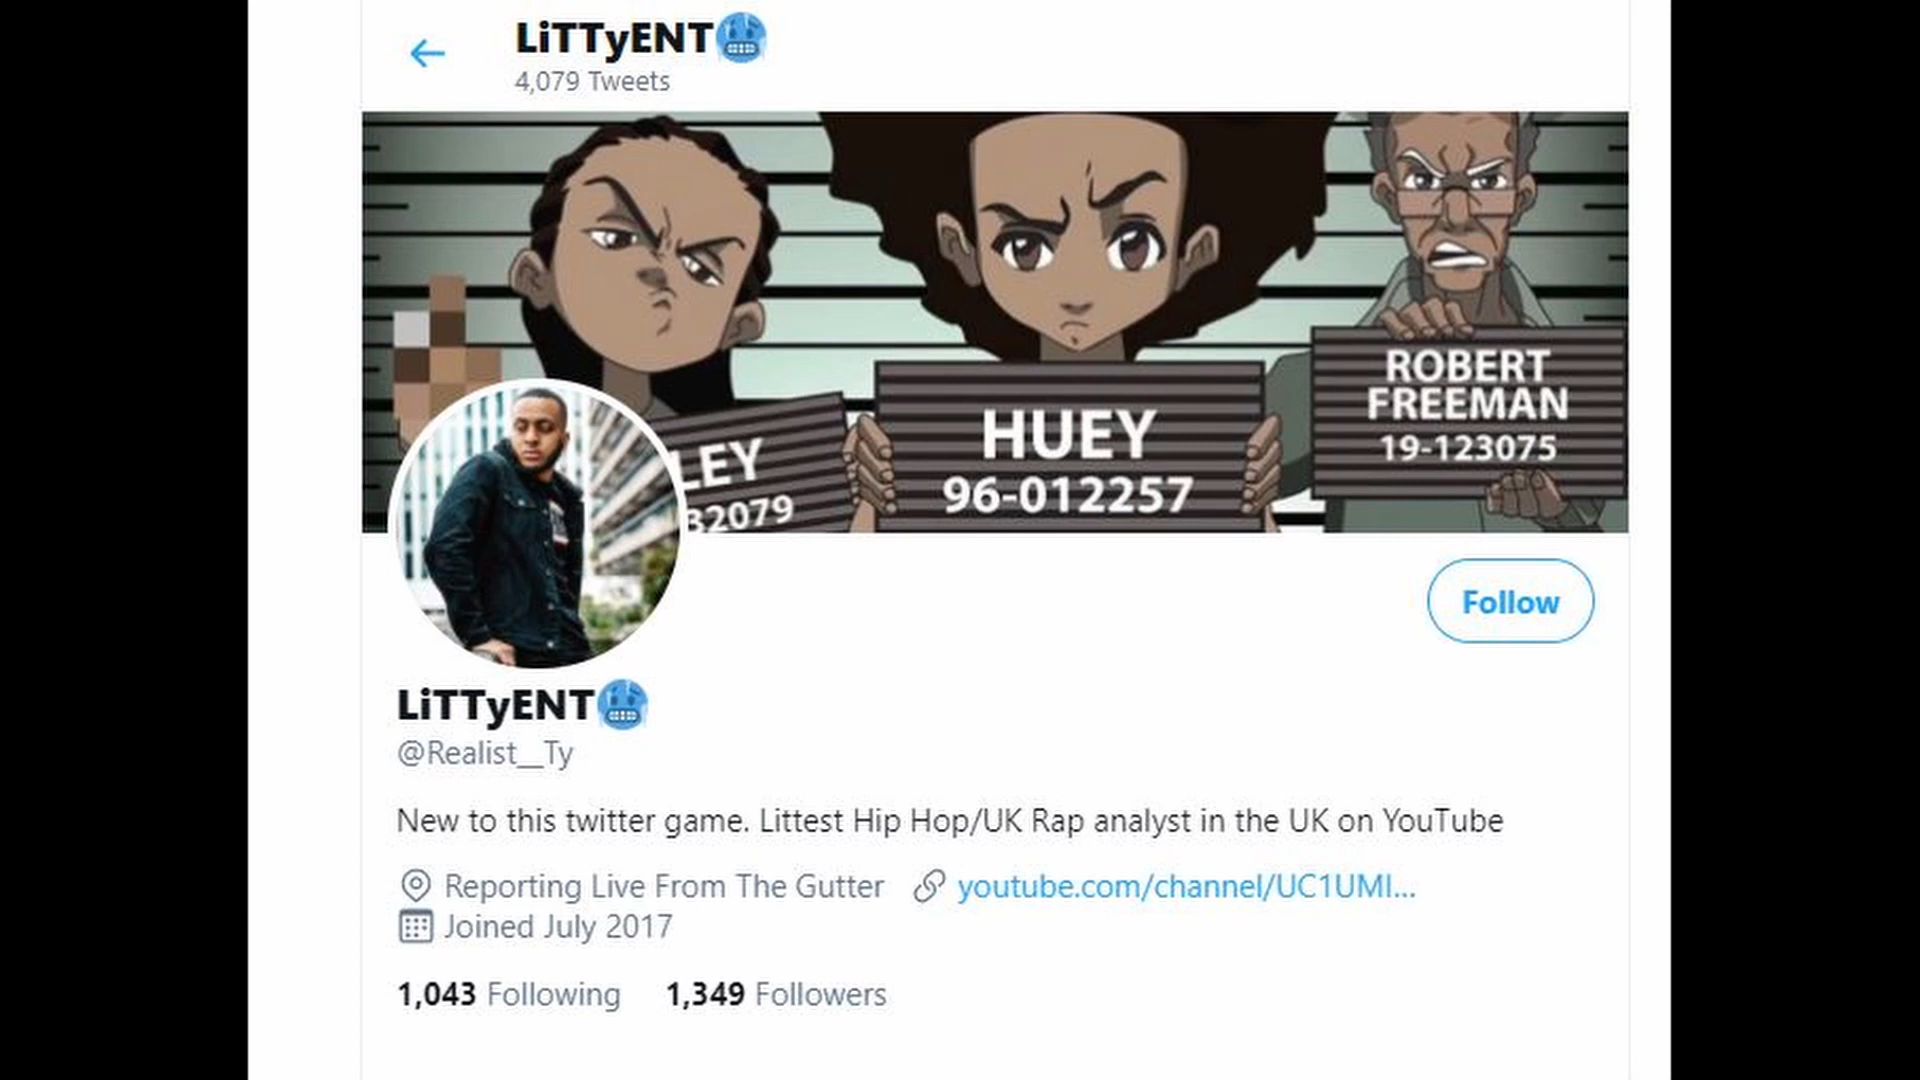 LiTTyENT🥶
4,079 Tweets
LEY
32079
HUEY
96-012257
ROBERT
FREEMAN
19-123075
Follow
LiTTyENT🥶
@Realist__Ty
New to this twitter game. Littest Hip Hop/UK Rap analyst in the UK on YouTube
Reporting Live From The Gutter youtube.com/channel/UC1UMI...
Joined July 2017
1,043 Following 1,349 Followers